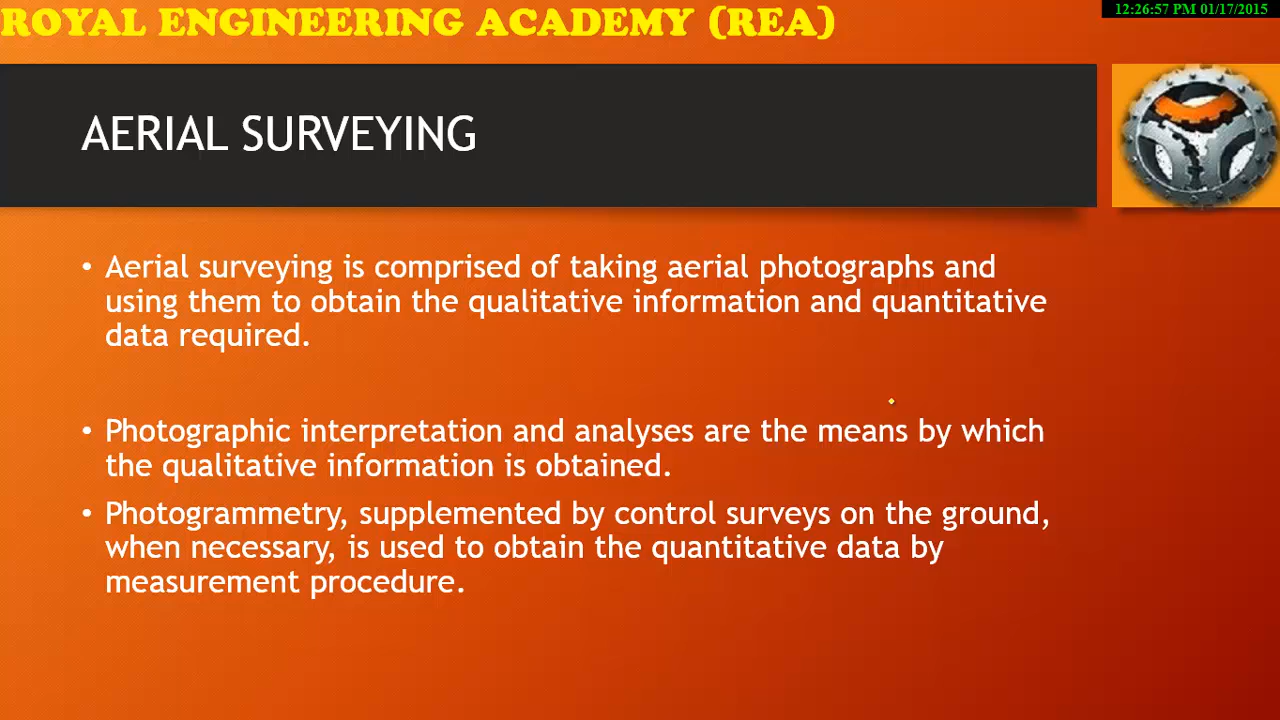 ROYAL ENGINEERING ACADEMY (REA)
12:26:57 PM 01/17/2015
AERIAL SURVEYING
• Aerial surveying is comprised of taking aerial photographs and
using them to obtain the qualitative information and quantitative
data required.
• Photographic interpretation and analyses are the means by which
the qualitative information is obtained.
• Photogrammetry, supplemented by control surveys on the ground,
when necessary, is used to obtain the quantitative data by
measurement procedure.